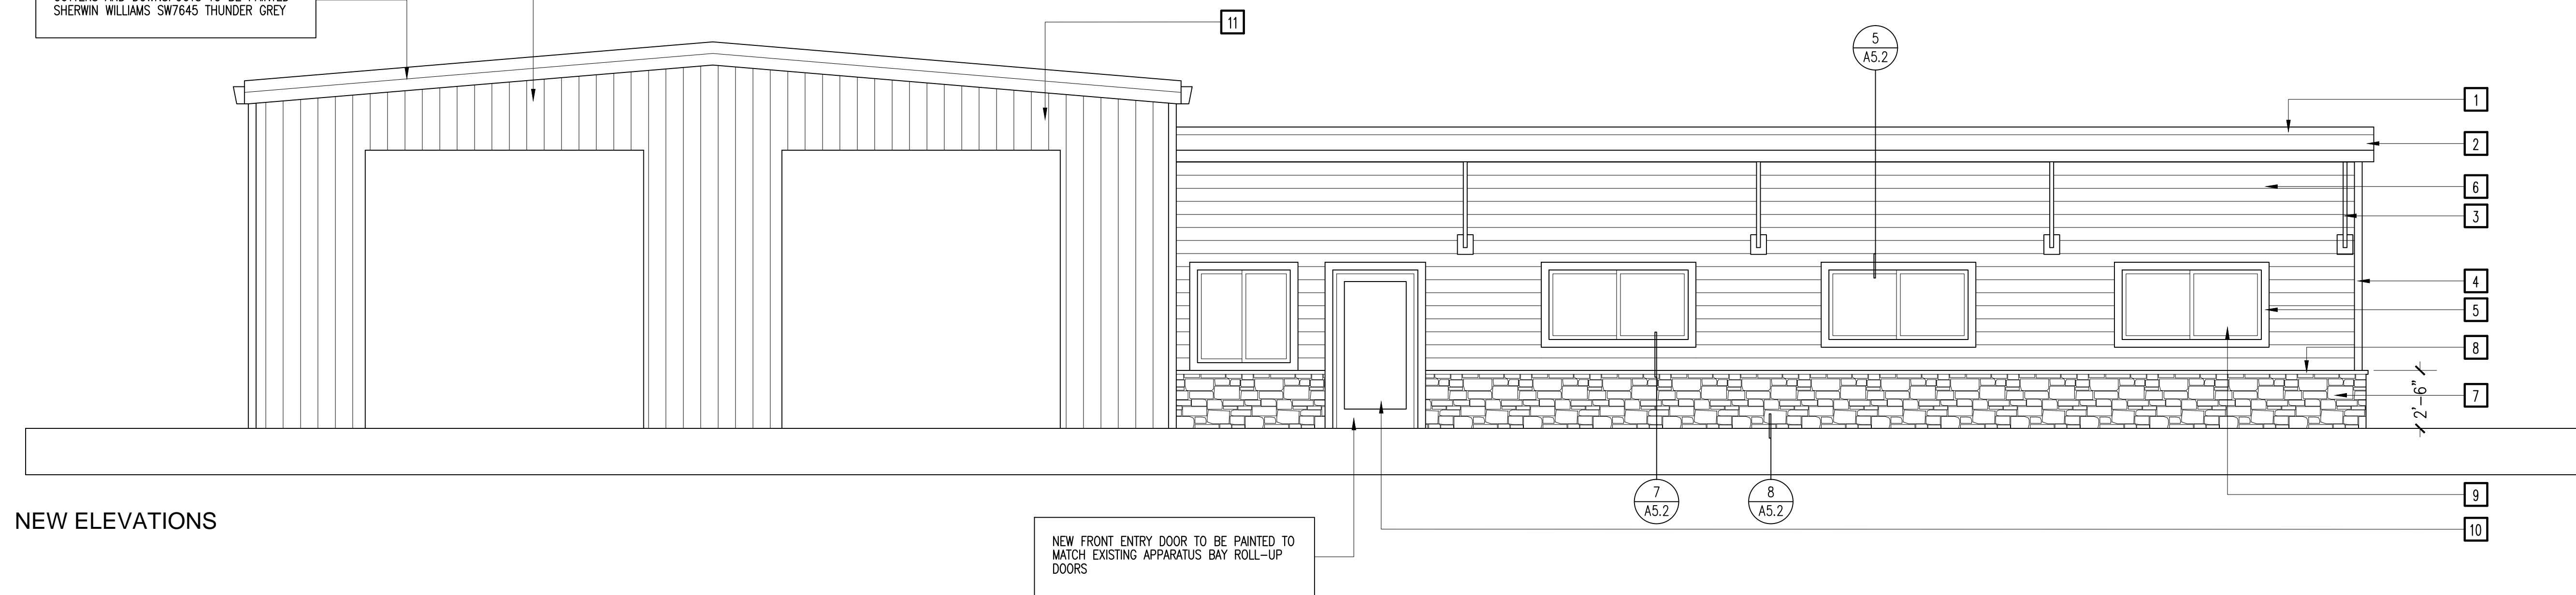 SHERWIN WILLIAMS SW7645 THUNDER GREY
11
5
A5.2
1
2
6
3
4
5
8
7
2'-6"
9
10
7
A5.2
8
A5.2
NEW ELEVATIONS
NEW FRONT ENTRY DOOR TO BE PAINTED TO
MATCH EXISTING APPARATUS BAY ROLL-UP
DOORS